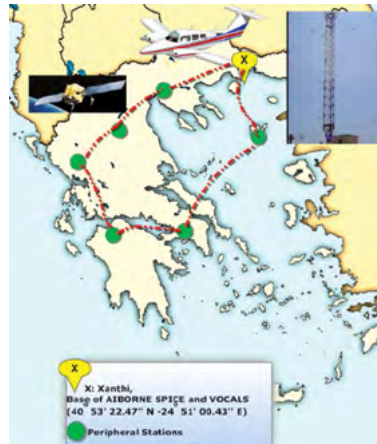 X
X
X: Xanthi,
Base of AIBORNE SPICE and VOCALS
(40° 53' 22.47" N -24° 51' 00.43" E)
Peripheral Stations